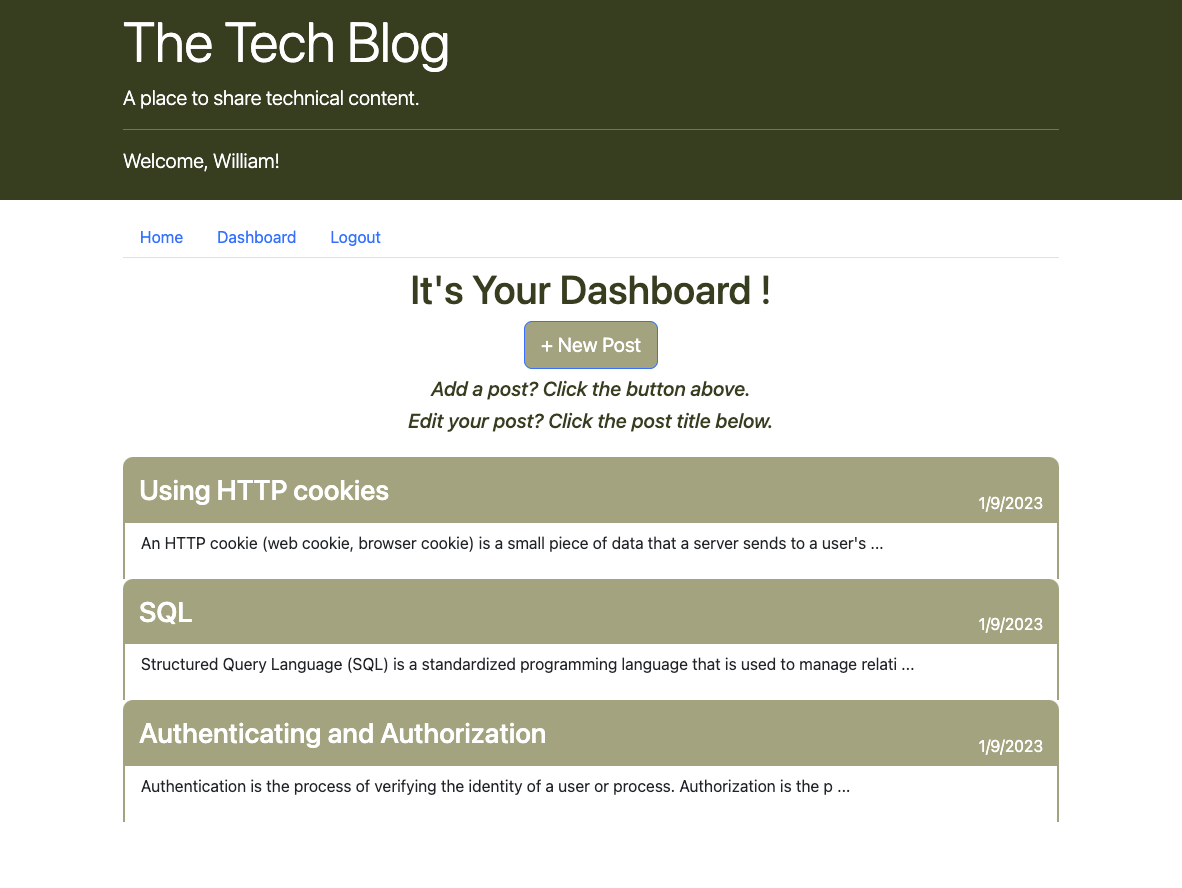 The Tech Blog
A place to share technical content.
Welcome, William!
Home Dashboard Logout
It's Your Dashboard !
+ New Post
Add a post? Click the button above.
Edit your post? Click the post title below.
Using HTTP cookies
1/9/2023
An HTTP cookie (web cookie, browser cookie) is a small piece of data that a server sends to a user's ...
SQL
1/9/2023
Structured Query Language (SQL) is a standardized programming language that is used to manage relati ...
Authenticating and Authorization
1/9/2023
Authentication is the process of verifying the identity of a user or process. Authorization is the p ...